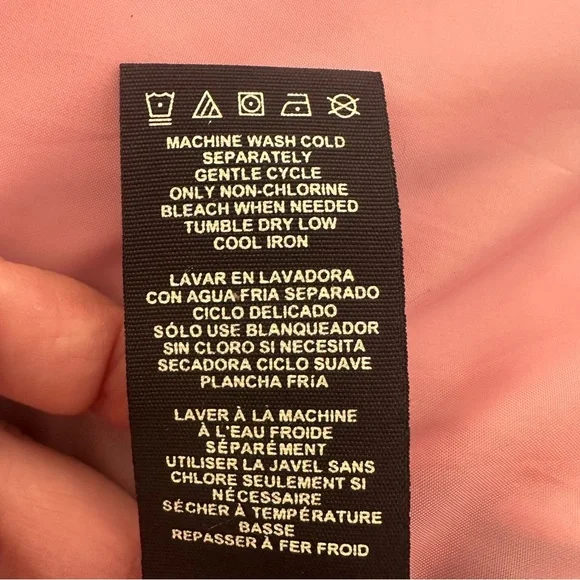 MACHINE WASH COLD
SEPARATELY
GENTLE CYCLE
ONLY NON-CHLORINE
BLEACH WHEN NEEDED
TUMBLE DRY LOW
COOL IRON
LAVAR EN LAVADORA
CON AGUA FRIA SEPARADO
CICLO DELICADO
SÓLO USE BLANQUEADOR
SIN CLORO SI NECESITA
SECADORA CICLO SUAVE
PLANCHA FRíA
LAVER À LA MACHINE
À L'EAU FROIDE
SÉPARÉMENT
UTILISER LA JAVEL SANS
CHLORE SEULEMENT SI
NÉCESSAIRE
SÉCHER À TEMPÉRATURE
BASSE
REPASSER À FER FROID